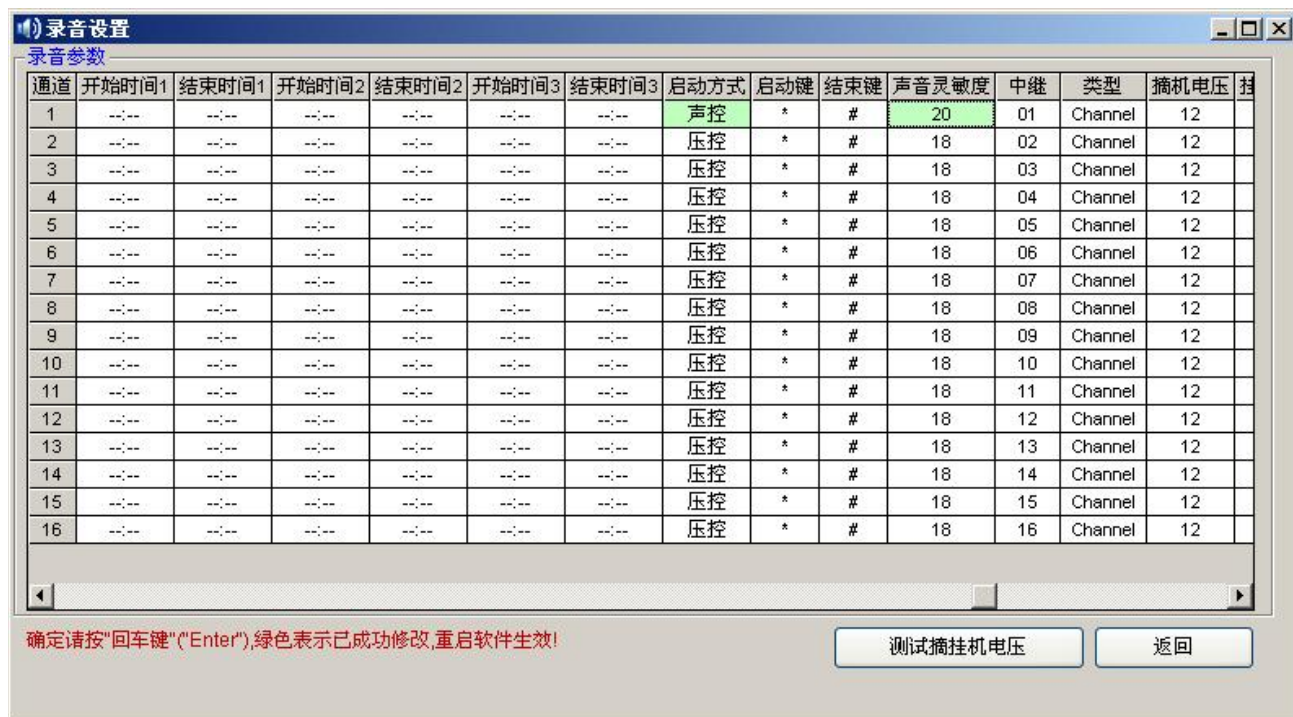 录音设置
录音参数
通道 开始时间1 结束时间1 开始时间2 结束时间2 开始时间3 结束时间3 启动方式 启动键 结束键 声音灵敏度 中继 类型 摘机电压
1 --:-- --:-- --:-- --:-- --:-- --:-- 声控 * # 20 01 Channel 12
2 --:-- --:-- --:-- --:-- --:-- --:-- 压控 * # 18 02 Channel 12
3 --:-- --:-- --:-- --:-- --:-- --:-- 压控 * # 18 03 Channel 12
4 --:-- --:-- --:-- --:-- --:-- --:-- 压控 * # 18 04 Channel 12
5 --:-- --:-- --:-- --:-- --:-- --:-- 压控 * # 18 05 Channel 12
6 --:-- --:-- --:-- --:-- --:-- --:-- 压控 * # 18 06 Channel 12
7 --:-- --:-- --:-- --:-- --:-- --:-- 压控 * # 18 07 Channel 12
8 --:-- --:-- --:-- --:-- --:-- --:-- 压控 * # 18 08 Channel 12
9 --:-- --:-- --:-- --:-- --:-- --:-- 压控 * # 18 09 Channel 12
10 --:-- --:-- --:-- --:-- --:-- --:-- 压控 * # 18 10 Channel 12
11 --:-- --:-- --:-- --:-- --:-- --:-- 压控 * # 18 11 Channel 12
12 --:-- --:-- --:-- --:-- --:-- --:-- 压控 * # 18 12 Channel 12
13 --:-- --:-- --:-- --:-- --:-- --:-- 压控 * # 18 13 Channel 12
14 --:-- --:-- --:-- --:-- --:-- --:-- 压控 * # 18 14 Channel 12
15 --:-- --:-- --:-- --:-- --:-- --:-- 压控 * # 18 15 Channel 12
16 --:-- --:-- --:-- --:-- --:-- --:-- 压控 * # 18 16 Channel 12
确定请按"回车键"("Enter"),绿色表示已成功修改,重启软件生效!
测试摘挂机电压 返回